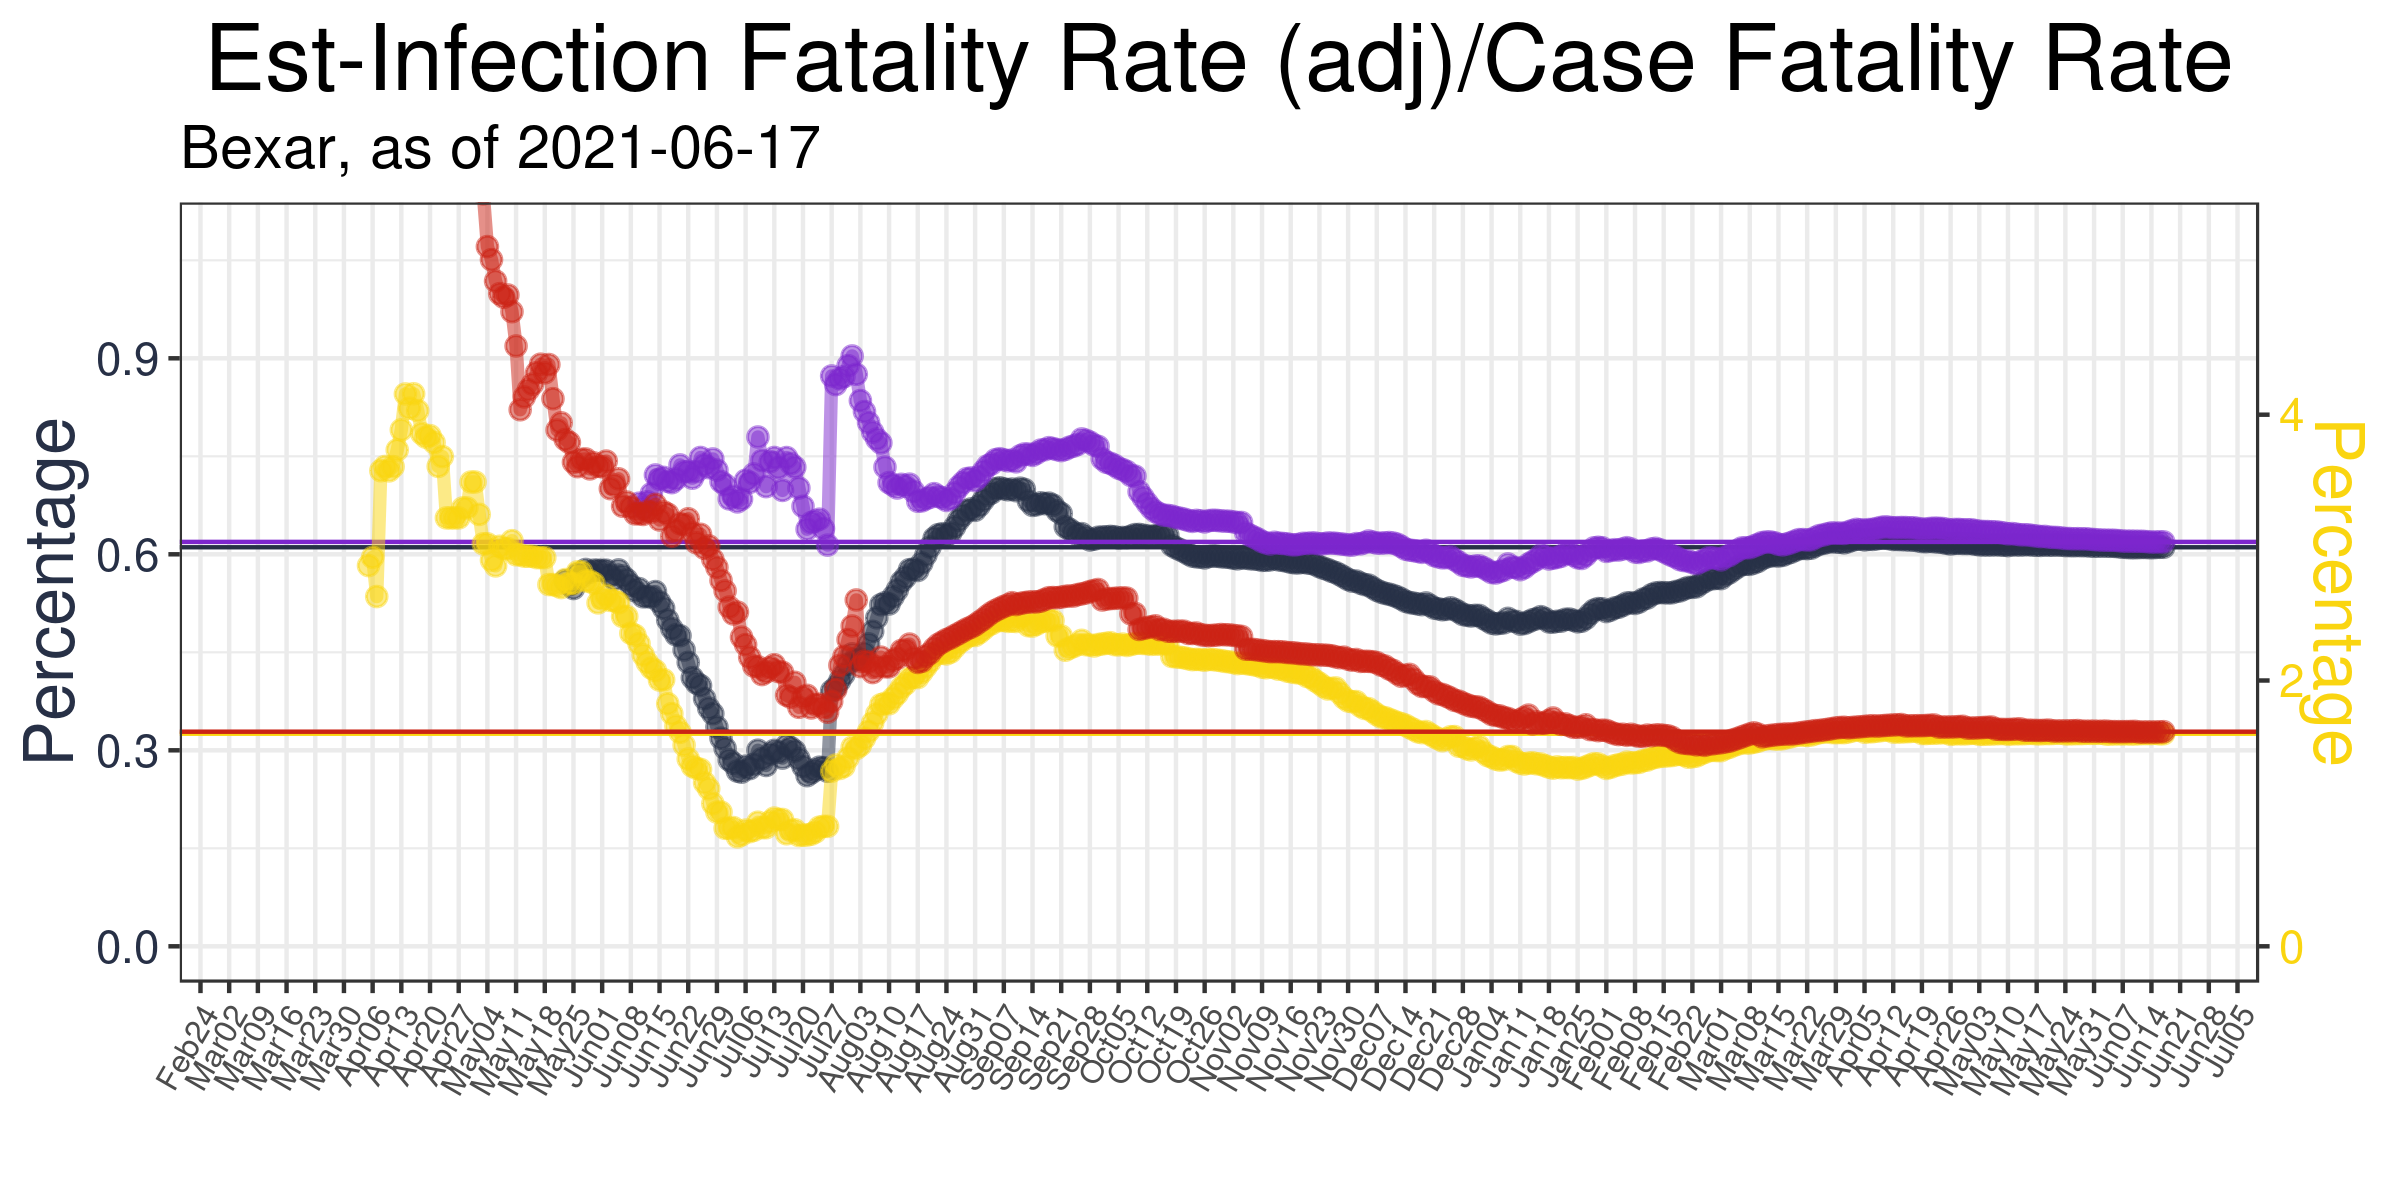 Est-Infection Fatality Rate (adj)/Case Fatality Rate
Bexar, as of 2021-06-17
Percentage
0.9
0.6
0.3
0.0
4
2
0
Percentage
Feb24
Mar02
Mar09
Mar16
Mar23
Mar30
Apr06
Apr13
Apr20
Apr27
May04
May11
May18
May25
Jun01
Jun08
Jun15
Jun22
Jun29
Jul06
Jul13
Jul20
Jul27
Aug03
Aug10
Aug17
Aug24
Aug31
Sep07
Sep14
Sep21
Sep28
Oct05
Oct12
Oct19
Oct26
Nov02
Nov09
Nov16
Nov23
Nov30
Dec07
Dec14
Dec21
Dec28
Jan04
Jan11
Jan18
Jan25
Feb01
Feb08
Feb15
Feb22
Mar01
Mar08
Mar15
Mar22
Mar29
Apr05
Apr12
Apr19
Apr26
May03
May10
May17
May24
May31
Jun07
Jun14
Jun21
Jun28
Jul05